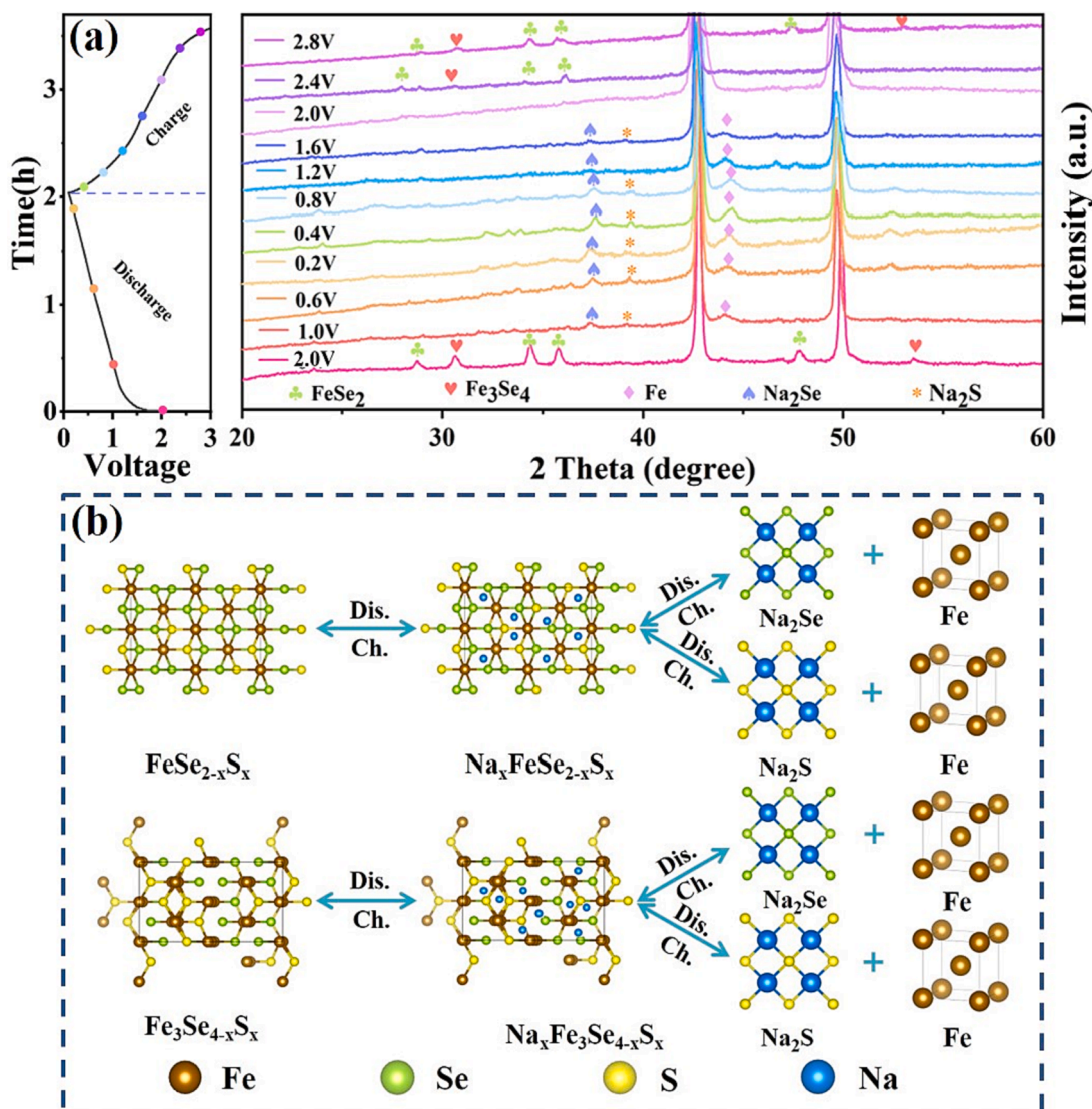 (a)
3
2
1
0
Time(h)
Charge
Discharge
0 1 2 3
Voltage
2.8V
2.4V
2.0V
1.6V
1.2V
0.8V
0.4V
0.2V
0.6V
1.0V
2.0V
♣ FeSe₂ ♥ Fe₃Se₄ ♦ Fe ♠ Na₂Se * Na₂S
20 30 40 50 60
2 Theta (degree)
Intensity (a.u.)
(b)
Dis.
Ch.
Dis.
Ch.
Dis.
Ch.
Na₂Se + Fe
Na₂S + Fe
FeSe₂₋ₓSₓ
NaₓFeSe₂₋ₓSₓ
Dis.
Ch.
Dis.
Ch.
Dis.
Ch.
Na₂Se + Fe
Na₂S + Fe
Fe₃Se₄₋ₓSₓ
NaₓFe₃Se₄₋ₓSₓ
Fe Se S Na